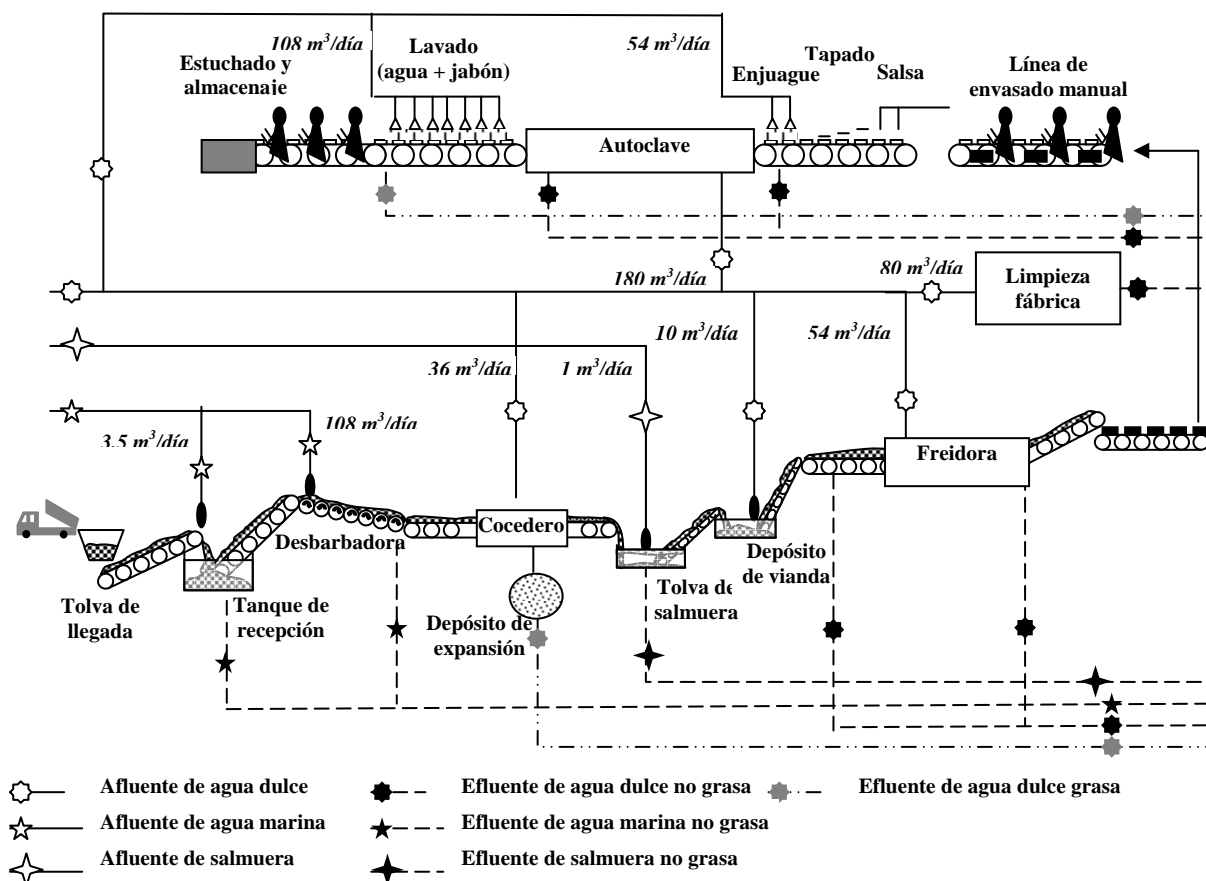 108 m³/día
Lavado
(agua + jabón)
54 m³/día
Tapado
Enjuague
Salsa
Línea de
envasado manual
Estuchado y
almacenaje
Autoclave
180 m³/día
80 m³/día
Limpieza
fábrica
10 m³/día
54 m³/día
36 m³/día
1 m³/día
108 m³/día
3.5 m³/día
Freidora
Cocedero
Desbarbadora
Depósito
de vianda
Tolva de
salmuera
Tolva de
llegada
Tanque de
recepción
Depósito de
expansión
Afluente de agua dulce
Efluente de agua dulce no grasa
Efluente de agua dulce grasa
Afluente de agua marina
Efluente de agua marina no grasa
Afluente de salmuera
Efluente de salmuera no grasa